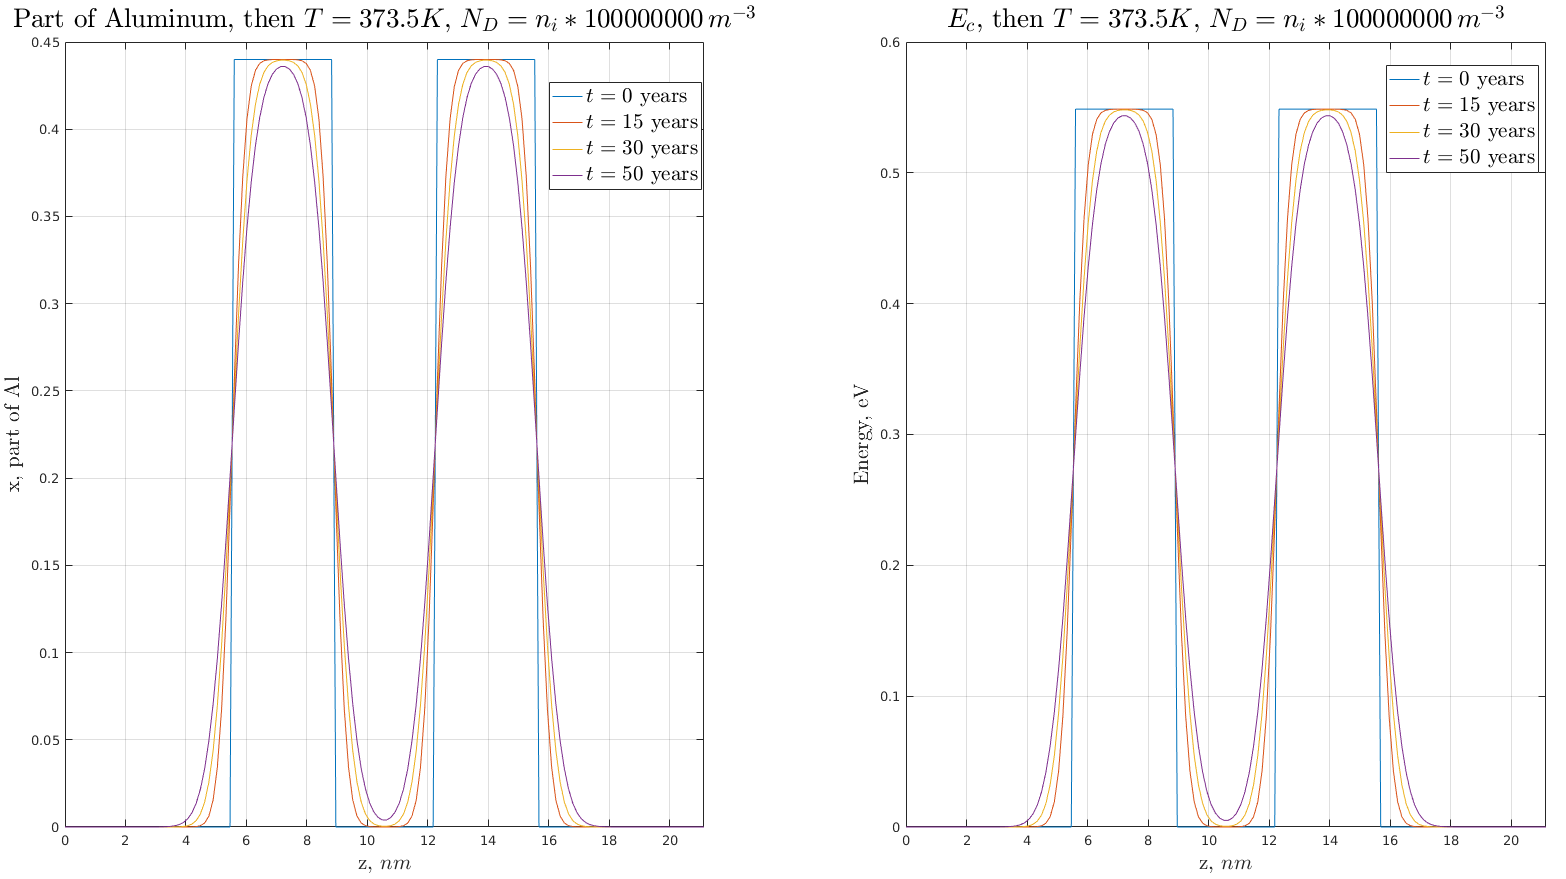 Part of Aluminum, then T = 373.5K, N_D = n_i * 100000000 m^{-3}
0.45
0.4
0.35
0.3
0.25
0.2
0.15
0.1
0.05
0
x, part of Al
t = 0 years
t = 15 years
t = 30 years
t = 50 years
0 2 4 6 8 10 12 14 16 18 20
z, nm
E_c, then T = 373.5K, N_D = n_i * 100000000 m^{-3}
0.6
0.5
0.4
0.3
0.2
0.1
0
Energy, eV
t = 0 years
t = 15 years
t = 30 years
t = 50 years
0 2 4 6 8 10 12 14 16 18 20
z, nm